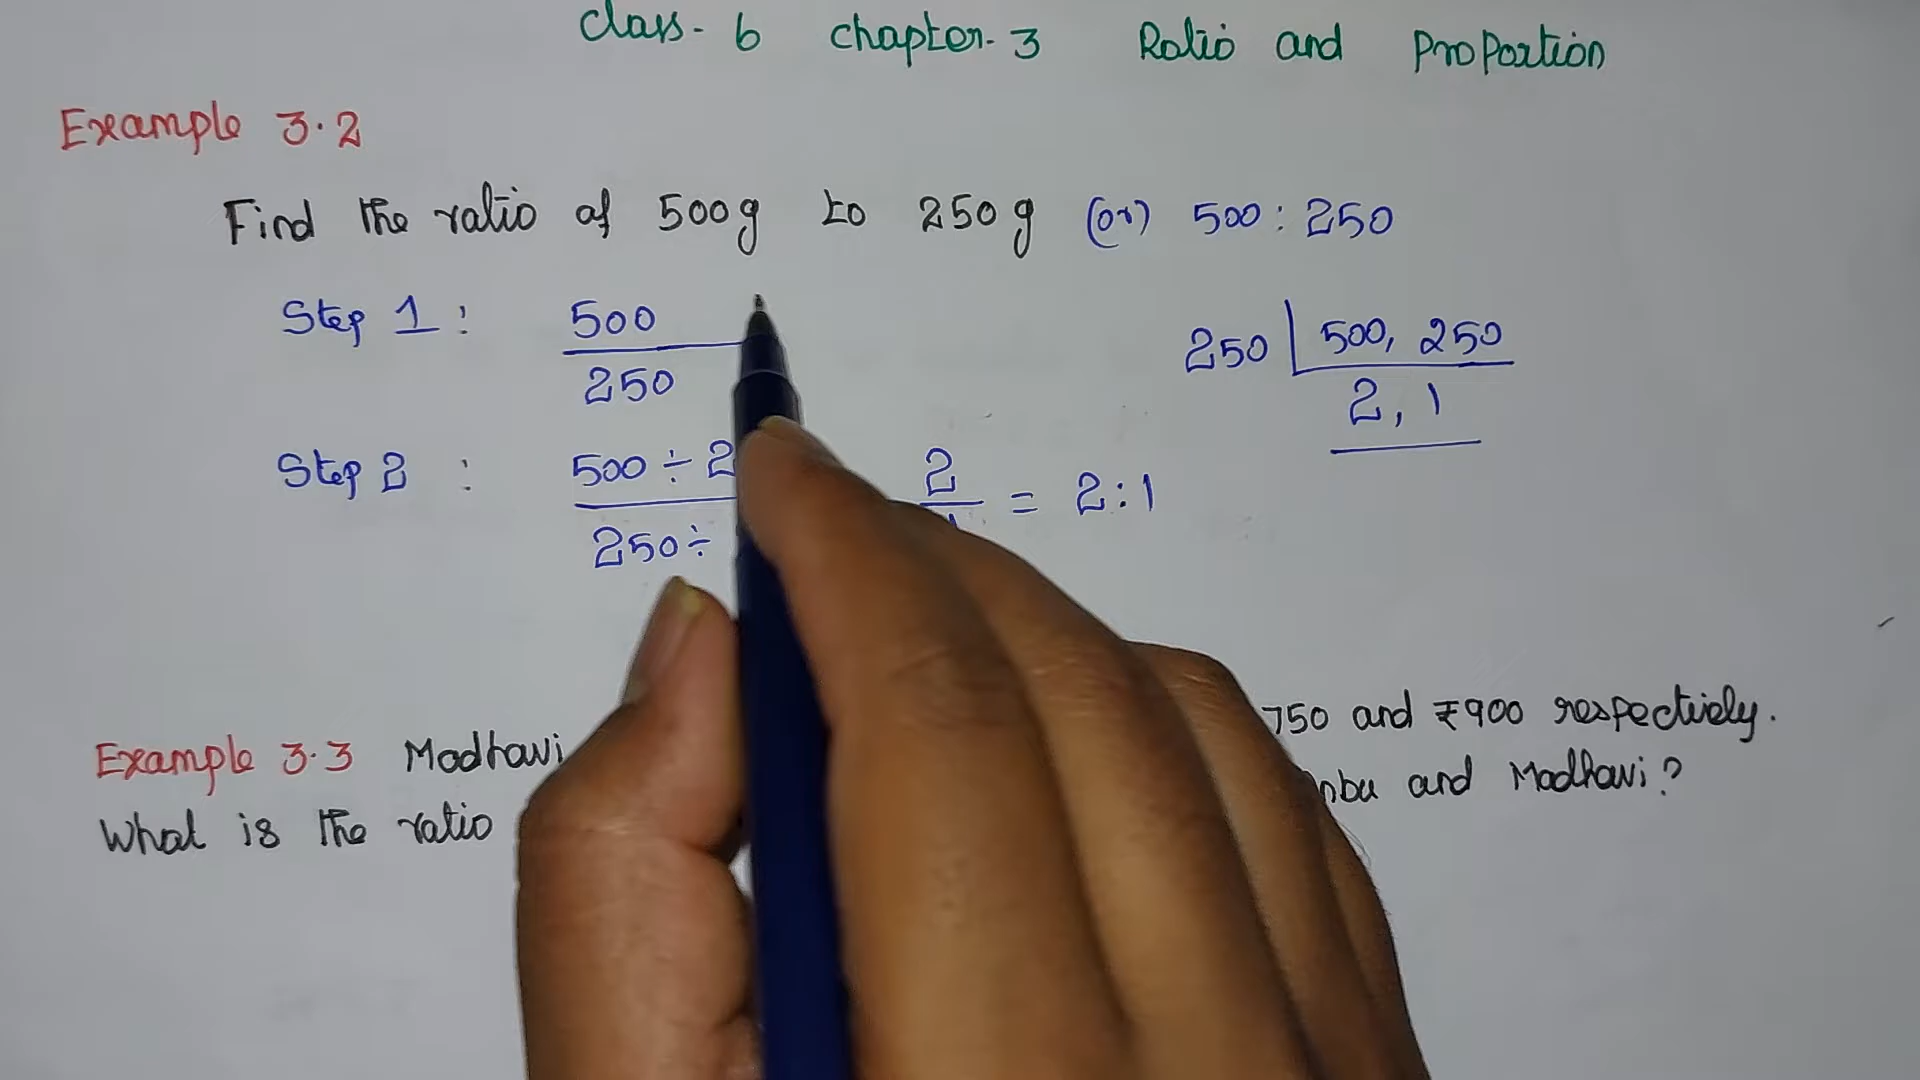 Class- 6 chapter-3 Ratio and Proportion
Example 3.2
Find the ratio of 500g to 250g (or) 500 : 250
Step 1 : 500
250
250 | 500, 250
2, 1
Step 2 : 500 ÷ 2
250 ÷
2
= 2 : 1
Example 3.3 Madhavi 750 and ₹900 respectively.
What is the ratio and Madhavi?